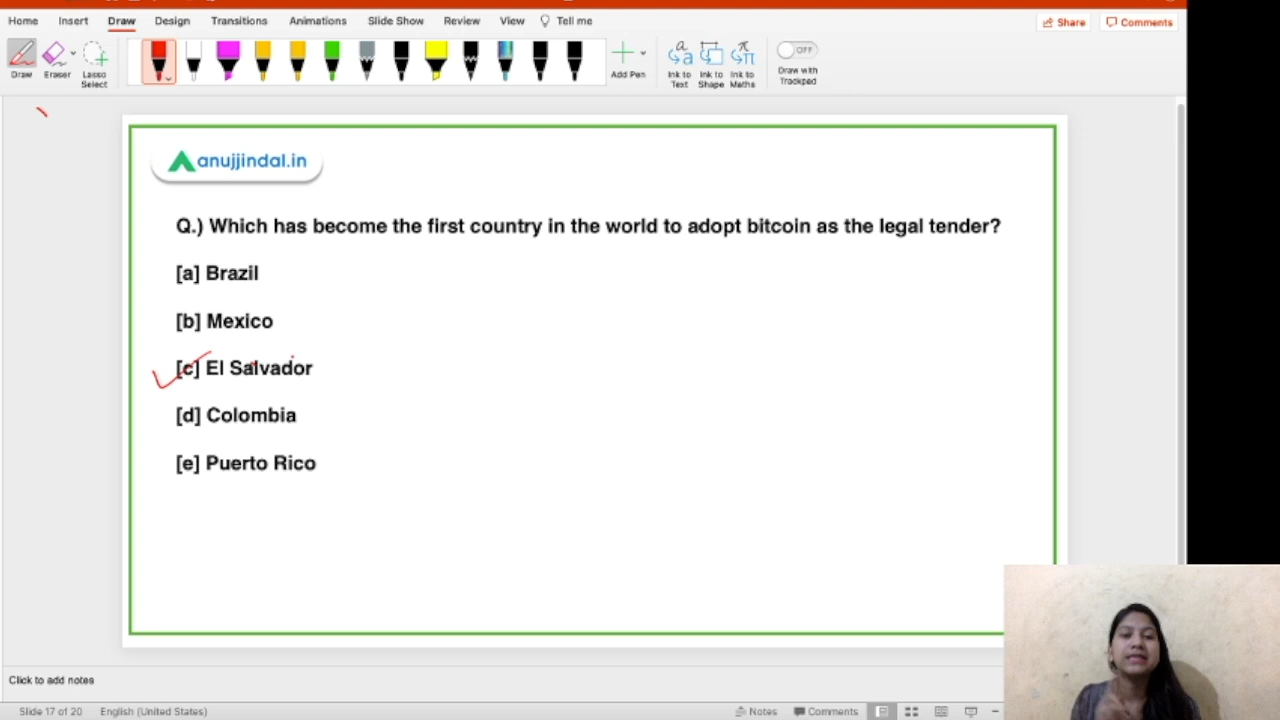 Home Insert Draw Design Transitions Animations Slide Show Review View Tell me Share Comments
Draw Eraser Lasso Select Add Pen Ink to Text Ink to Shape Ink to Maths OFF Draw with Trackpad
anujjindal.in
Q.) Which has become the first country in the world to adopt bitcoin as the legal tender?
[a] Brazil
[b] Mexico
[c] El Salvador
[d] Colombia
[e] Puerto Rico
Click to add notes
Slide 17 of 20 English (United States) Notes Comments